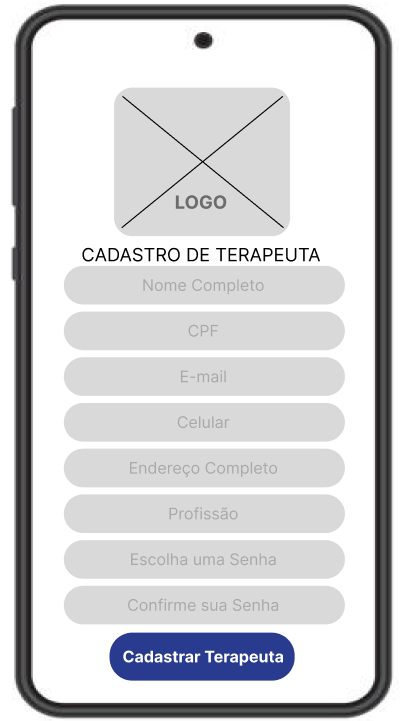 LOGO
CADASTRO DE TERAPEUTA
Nome Completo
CPF
E-mail
Celular
Endereço Completo
Profissão
Escolha uma Senha
Confirme sua Senha
Cadastrar Terapeuta